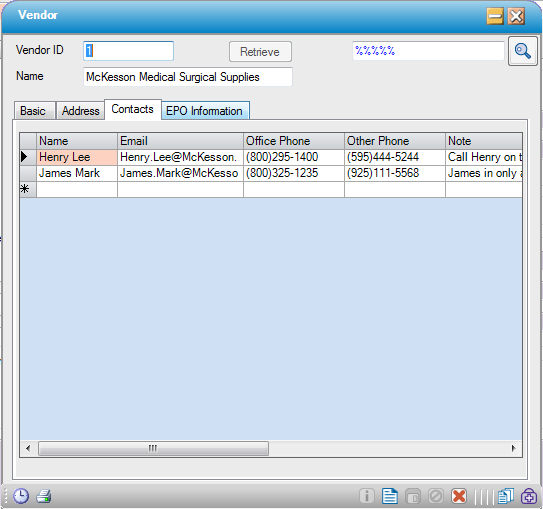 Vendor
Vendor ID 1 Retrieve %%%%%
Name McKesson Medical Surgical Supplies
Basic Address Contacts EPO Information
Name Email Office Phone Other Phone Note
Henry Lee Henry.Lee@McKesson. (800)295-1400 (595)444-5244 Call Henry on t
James Mark James.Mark@McKesso (800)325-1235 (925)111-5568 James in only a